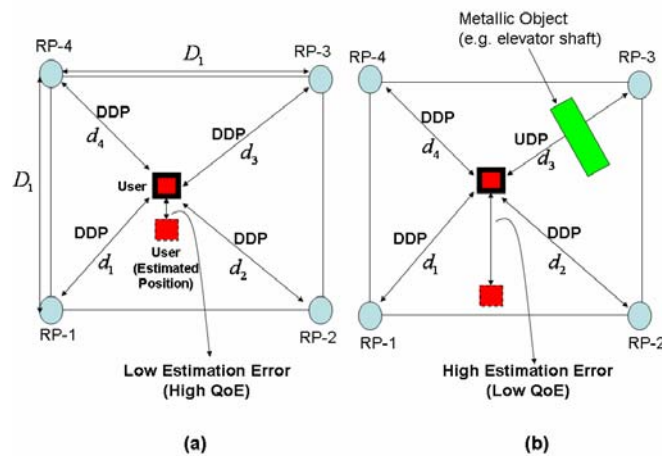 RP-4
D1
RP-3
DDP
d4
DDP
d3
D1
User
DDP
d1
User
(Estimated
Position)
DDP
d2
RP-1
RP-2
Low Estimation Error
(High QoE)
(a)
Metallic Object
(e.g. elevator shaft)
RP-4
RP-3
DDP
d4
UDP
d3
DDP
d1
DDP
d2
RP-1
RP-2
High Estimation Error
(Low QoE)
(b)